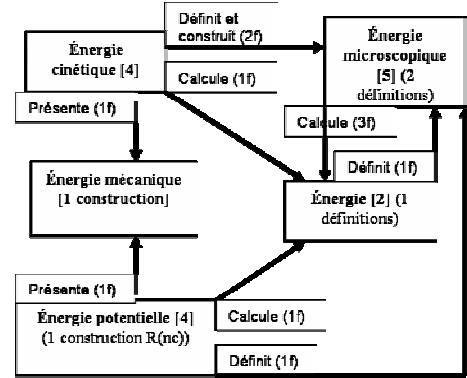 Définit et
construit (2f)
Énergie
cinétique [4]
Énergie
microscopique
[5] (2
définitions)
Calcule (1f)
Présente (1f)
Calcule (3f)
Définit (1f)
Énergie mécanique
[1 construction]
Énergie [2] (1
définitions)
Présente (1f)
Énergie potentielle [4]
(1 construction R(nc))
Calcule (1f)
Définit (1f)